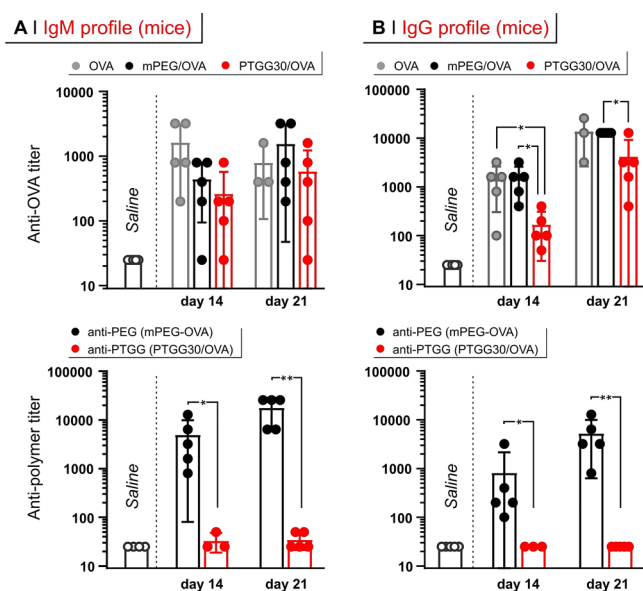 A | IgM profile (mice)
OVA mPEG/OVA PTGG30/OVA
Anti-OVA titer
10000
1000
100
10
Saline
day 14 day 21
anti-PEG (mPEG-OVA)
anti-PTGG (PTGG30/OVA)
Anti-polymer titer
100000
10000
1000
100
10
Saline
* **
day 14 day 21
B | IgG profile (mice)
OVA mPEG/OVA PTGG30/OVA
100000
10000
1000
100
10
Saline
* * *
day 14 day 21
anti-PEG (mPEG-OVA)
anti-PTGG (PTGG30/OVA)
100000
10000
1000
100
10
Saline
* **
day 14 day 21